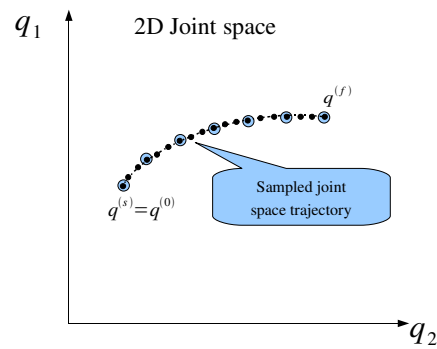 q₁
2D Joint space
q⁽ᶠ⁾
Sampled joint
space trajectory
q⁽ˢ⁾=q⁽⁰⁾
q₂